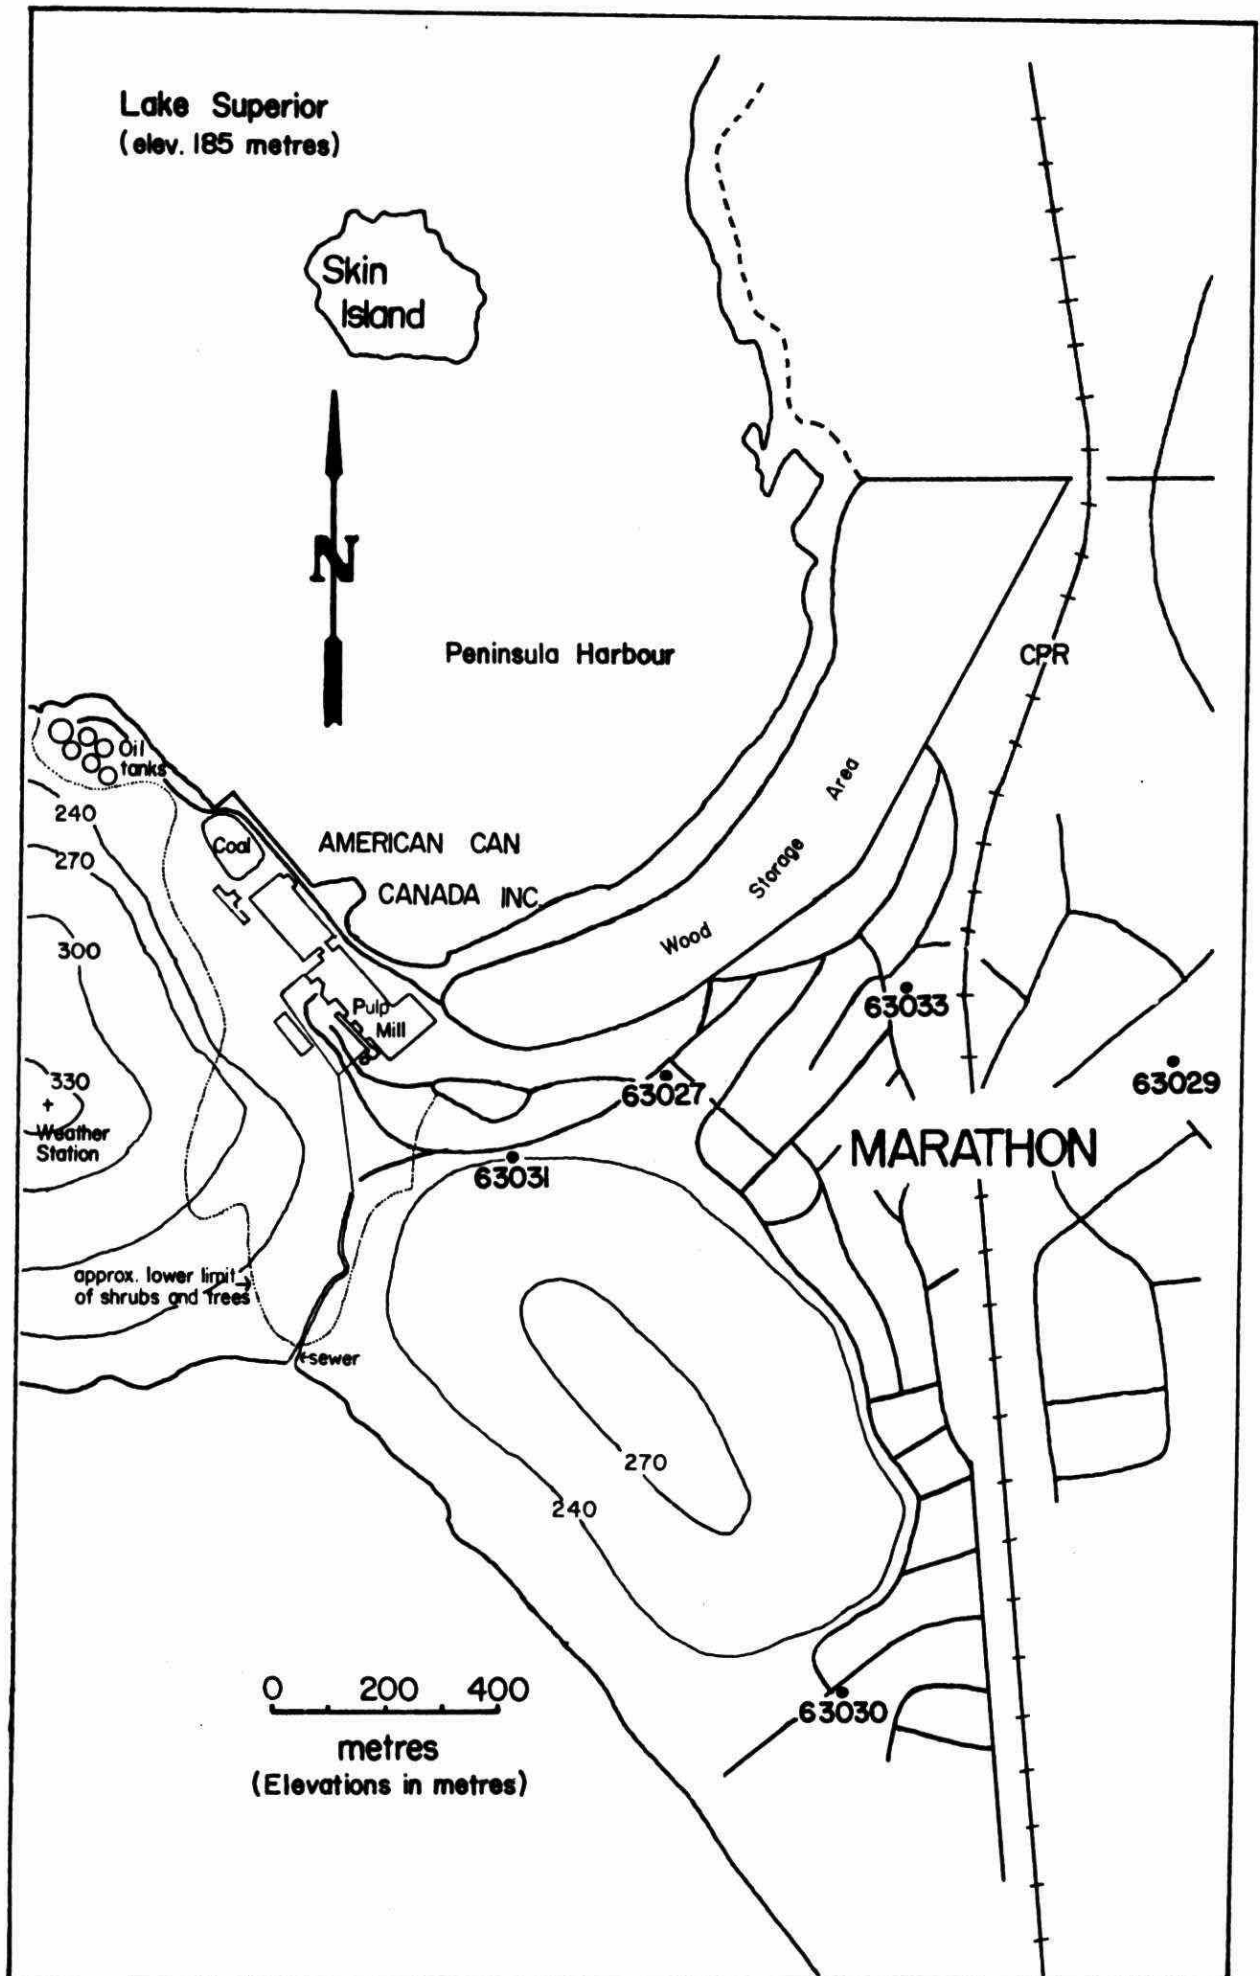 Lake Superior
(elev. 185 metres)
Skin
Island
N
Peninsula Harbour
CPR
Oil
tanks
240
270
Coal
AMERICAN CAN
CANADA INC.
Wood Storage Area
300
Pulp
Mill
63033
330
63027
63029
Weather
Station
MARATHON
63031
approx. lower limit
of shrubs and trees
sewer
270
240
0 200 400
metres
(Elevations in metres)
63030